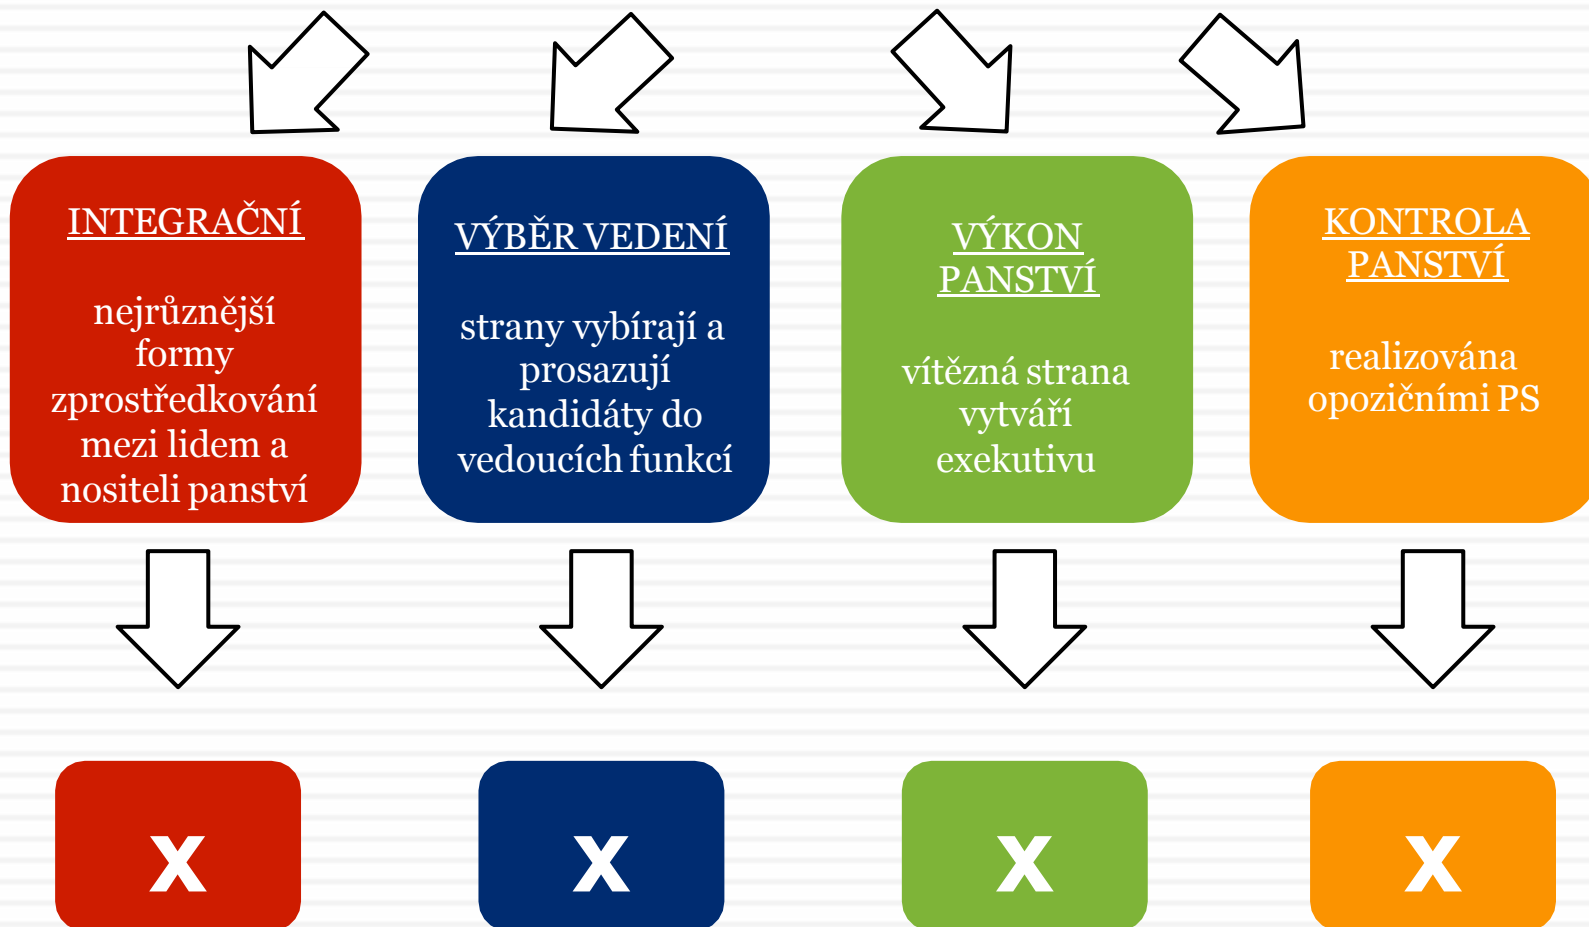 INTEGRAČNÍ
nejrůznější
formy
zprostředkování
mezi lidem a
nositeli panství
VÝBĚR VEDENÍ
strany vybírají a
prosazují
kandidáty do
vedoucích funkcí
VÝKON
PANSTVÍ
vítězná strana
vytváří
exekutivu
KONTROLA
PANSTVÍ
realizována
opozičními PS
x
x
x
x